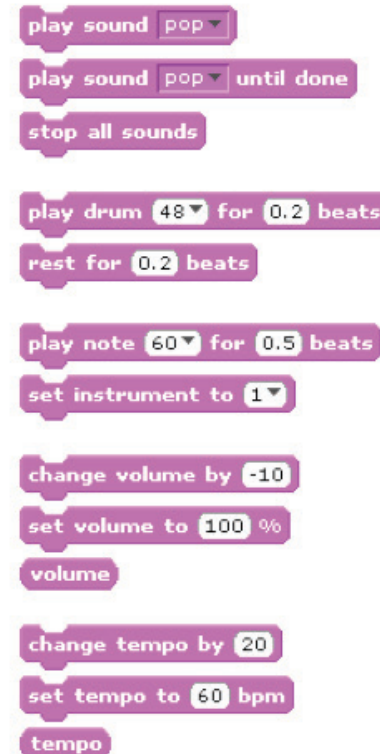 play sound pop
play sound pop until done
stop all sounds
play drum 48 for 0.2 beats
rest for 0.2 beats
play note 60 for 0.5 beats
set instrument to 1
change volume by -10
set volume to 100 %
volume
change tempo by 20
set tempo to 60 bpm
tempo